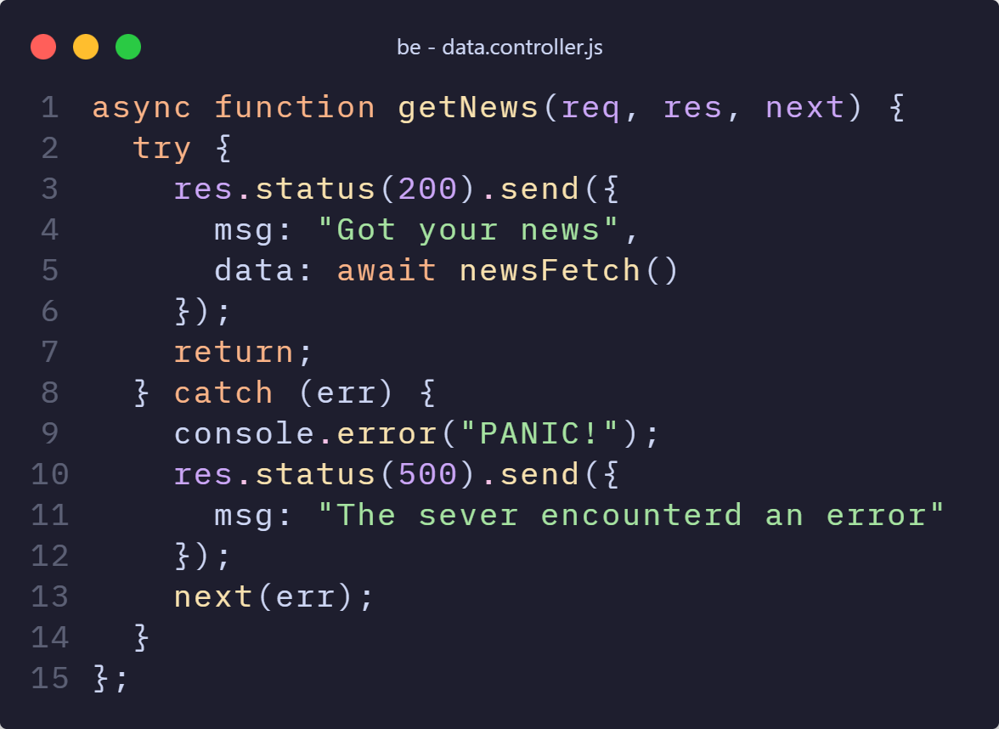 be - data.controller.js
1 async function getNews(req, res, next) {
2   try {
3     res.status(200).send({
4       msg: "Got your news",
5       data: await newsFetch()
6     });
7     return;
8   } catch (err) {
9     console.error("PANIC!");
10     res.status(500).send({
11       msg: "The sever encounterd an error"
12     });
13     next(err);
14   }
15 };